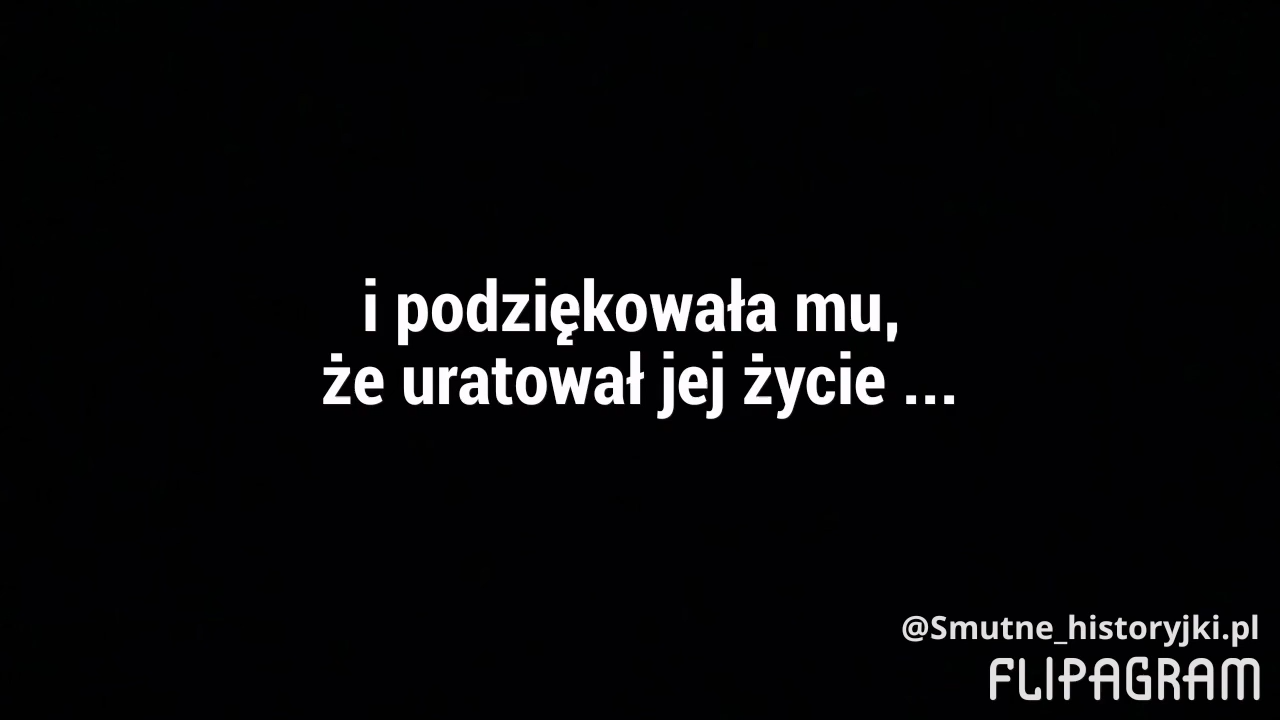 i podziękowała mu,
że uratował jej życie ...
@Smutne_historyjki.pl
FLIPAGRAM